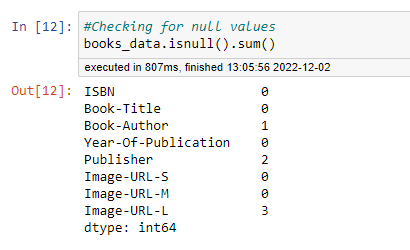 In [12]: #Checking for null values
books_data.isnull().sum()
executed in 807ms, finished 13:05:56 2022-12-02
Out[12]: ISBN 0
Book-Title 0
Book-Author 1
Year-Of-Publication 0
Publisher 2
Image-URL-S 0
Image-URL-M 0
Image-URL-L 3
dtype: int64